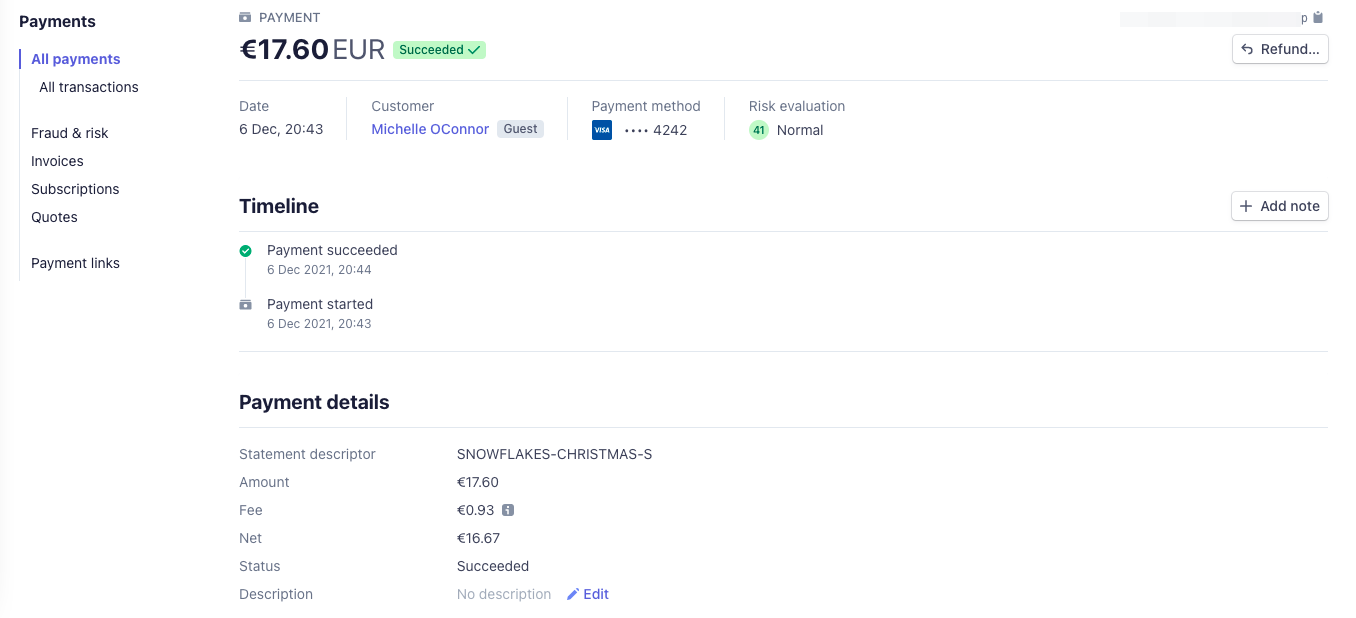 Payments
All payments
All transactions
Fraud & risk
Invoices
Subscriptions
Quotes
Payment links
PAYMENT
p
€17.60 EUR Succeeded
Refund...
Date
6 Dec, 20:43
Customer
Michelle OConnor Guest
Payment method
VISA •••• 4242
Risk evaluation
41 Normal
Timeline
Add note
Payment succeeded
6 Dec 2021, 20:44
Payment started
6 Dec 2021, 20:43
Payment details
Statement descriptor SNOWFLAKES-CHRISTMAS-S
Amount €17.60
Fee €0.93
Net €16.67
Status Succeeded
Description No description Edit